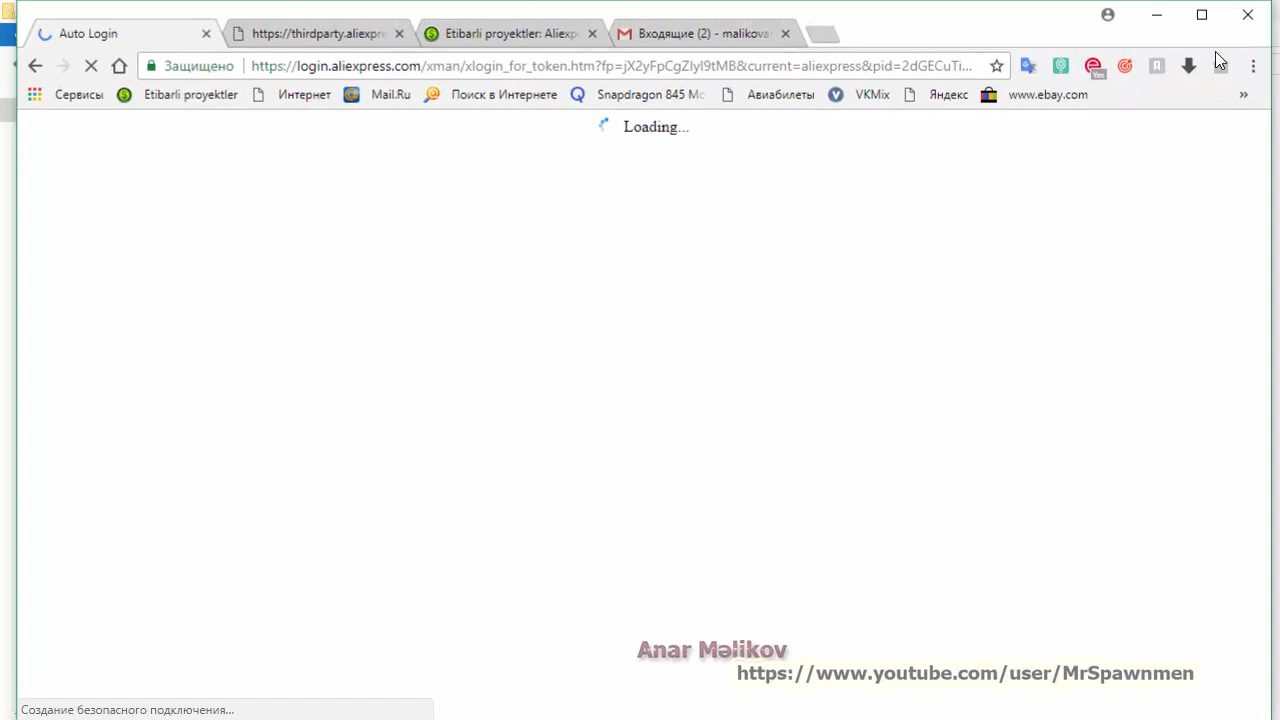 Auto Login
https://thirdparty.aliexpre
Etibarli proyektler: Aliexp
Входящие (2) - malikova
Защищено
https://login.aliexpress.com/xman/xlogin_for_token.htm?fp=jX2yFpCgZIyl9tMB&current=aliexpress&pid=2dGECuTi...
Yen
Сервисы
Etibarli proyektler
Интернет
Mail.Ru
Поиск в Интернете
Snapdragon 845 Мо
Авиабилеты
VKMix
Яндекс
www.ebay.com
»
Loading...
Anar Məlikov
https://www.youtube.com/user/MrSpawnmen
Создание безопасного подключения...